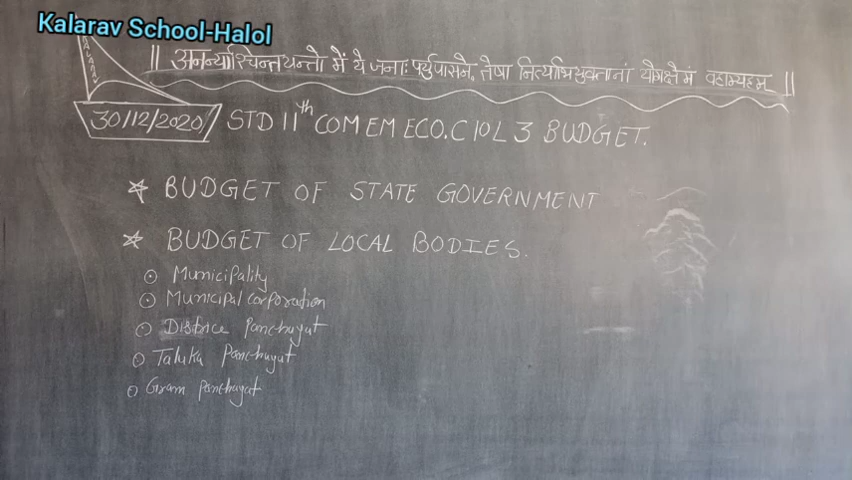 Kalarav School-Halol
KALARAV
|| अनन्याश्चिन्तयन्तो में ये जनाः पर्युपासते, तेषा नित्याभियुक्तानां योगक्षैमं वहाम्यहम् ||
30/12/2020 STD 11th COM EM ECO. C 10 L 3 BUDGET.
☆ BUDGET OF STATE GOVERNMENT
☆ BUDGET OF LOCAL BODIES.
⊙ Municipality
⊙ Municipal corporation
⊙ District Panchayat
⊙ Taluka Panchayat
⊙ Gram Panchayat